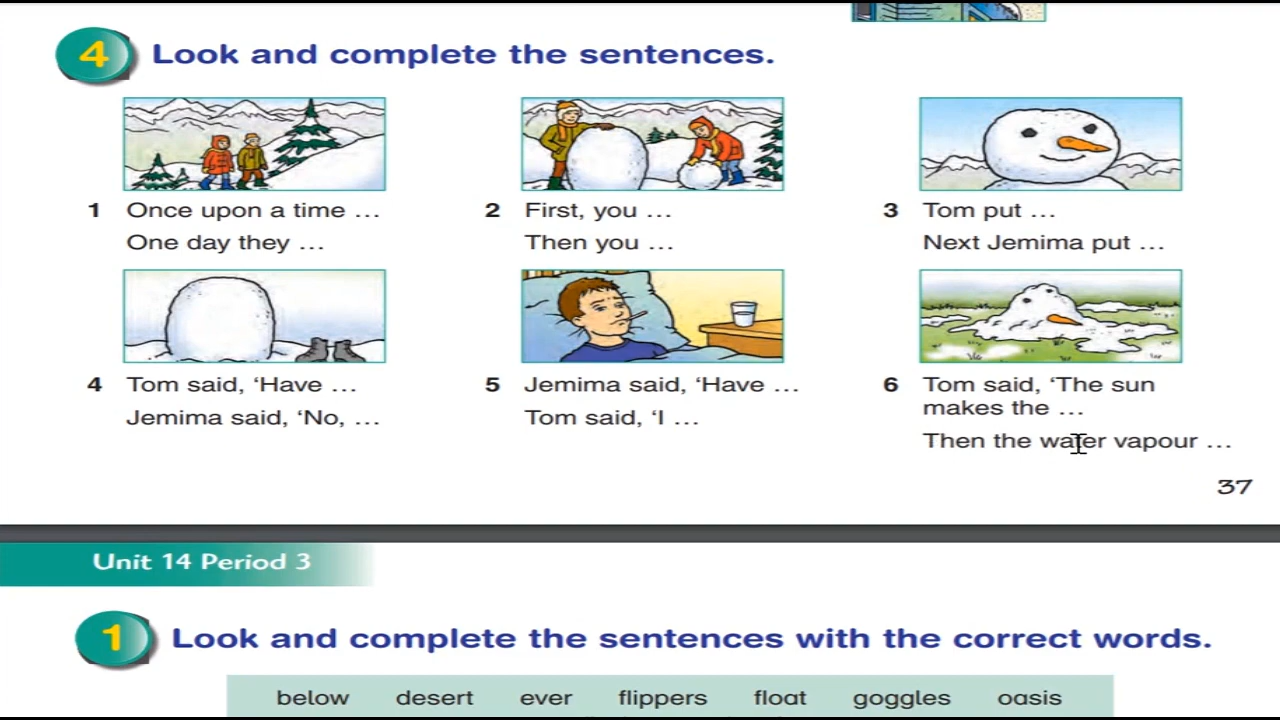 4 Look and complete the sentences.
1 Once upon a time ...
One day they ...
2 First, you ...
Then you ...
3 Tom put ...
Next Jemima put ...
4 Tom said, ‘Have ...
Jemima said, ‘No, ...
5 Jemima said, ‘Have ...
Tom said, ‘I ...
6 Tom said, ‘The sun
makes the ...
Then the water vapour ...
37
Unit 14 Period 3
1 Look and complete the sentences with the correct words.
below desert ever flippers float goggles oasis